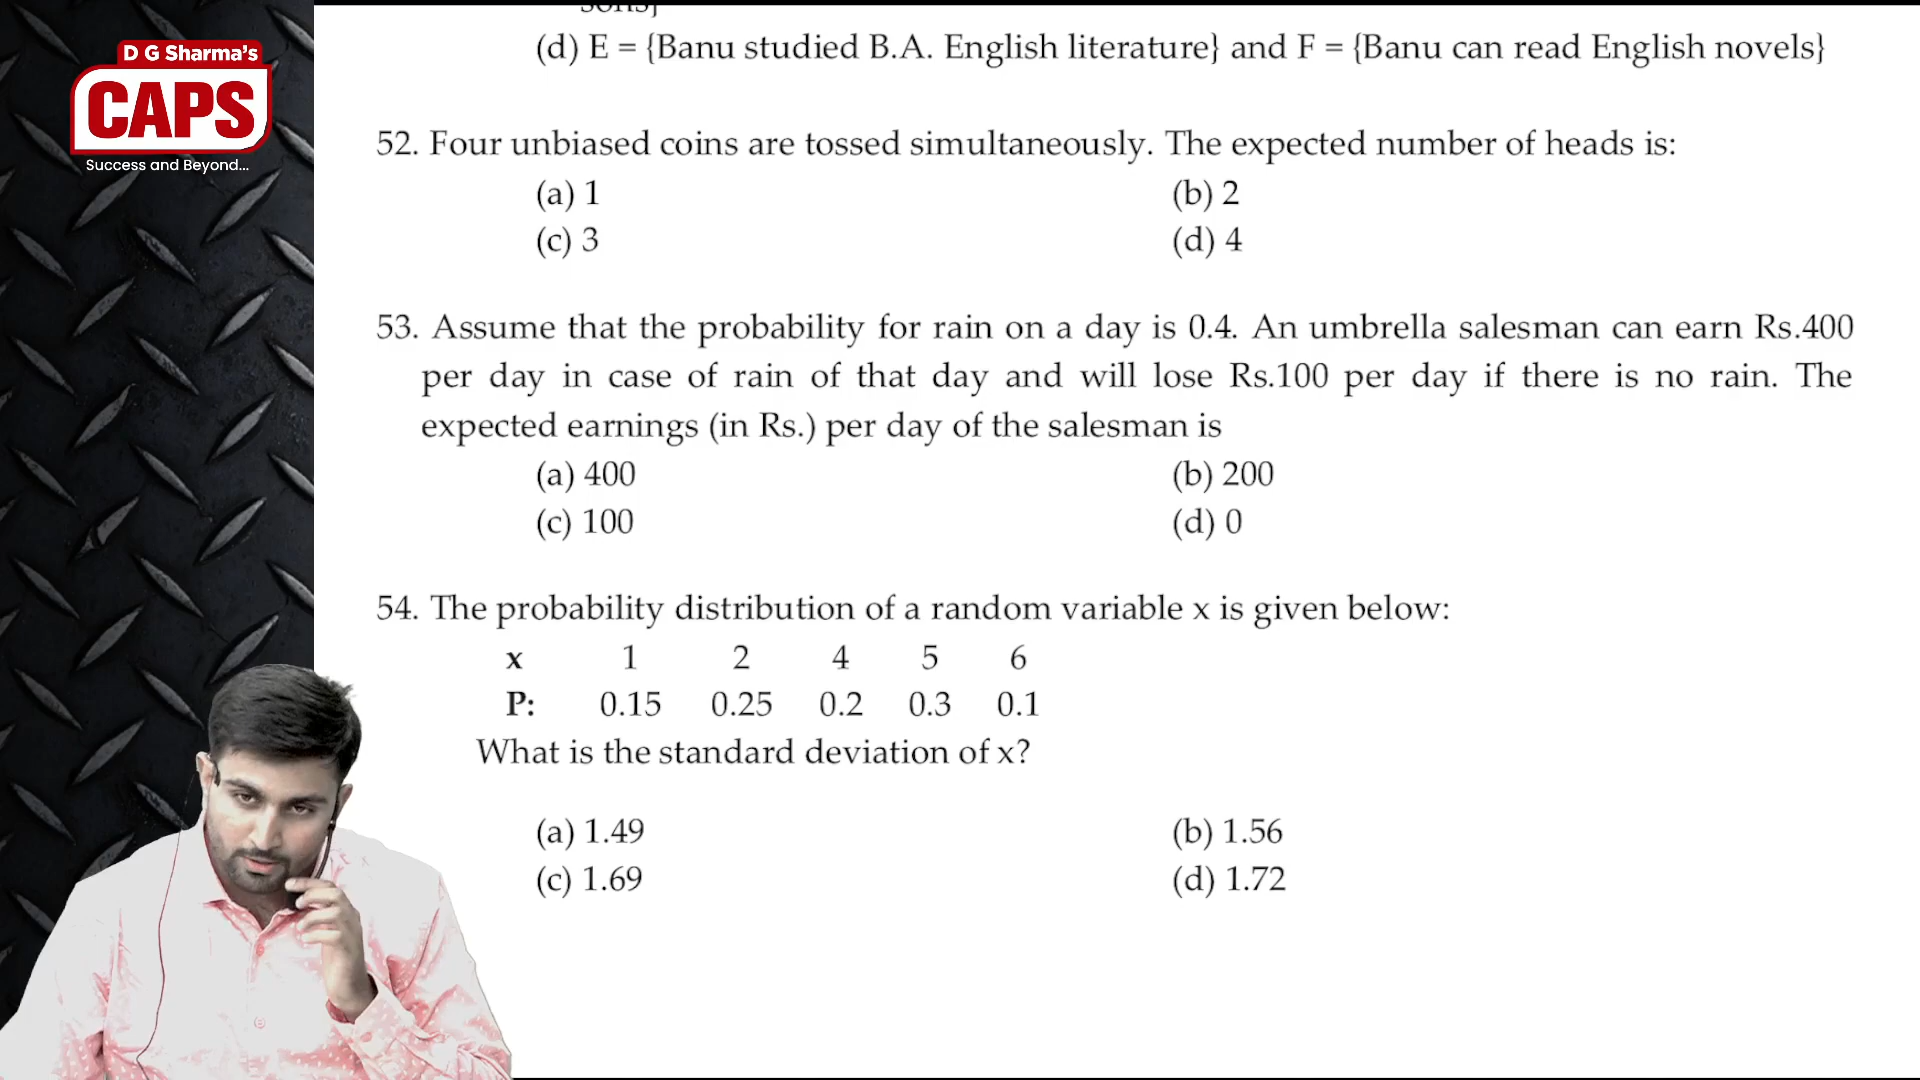 D G Sharma's
CAPS
Success and Beyond...
(d) E = {Banu studied B.A. English literature} and F = {Banu can read English novels}
52. Four unbiased coins are tossed simultaneously. The expected number of heads is:
(a) 1 (b) 2
(c) 3 (d) 4
53. Assume that the probability for rain on a day is 0.4. An umbrella salesman can earn Rs.400
per day in case of rain of that day and will lose Rs.100 per day if there is no rain. The
expected earnings (in Rs.) per day of the salesman is
(a) 400 (b) 200
(c) 100 (d) 0
54. The probability distribution of a random variable x is given below:
x 1 2 4 5 6
P: 0.15 0.25 0.2 0.3 0.1
What is the standard deviation of x?
(a) 1.49 (b) 1.56
(c) 1.69 (d) 1.72